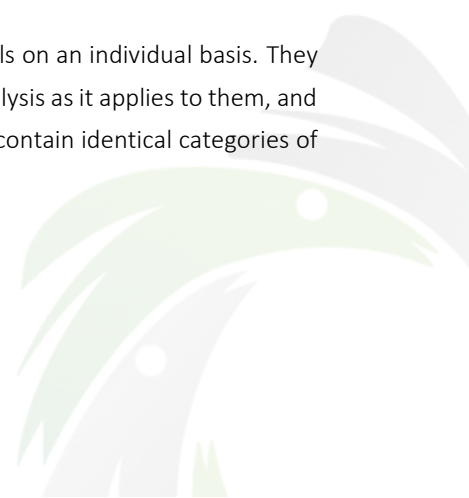 ls on an individual basis. They
lysis as it applies to them, and
contain identical categories of